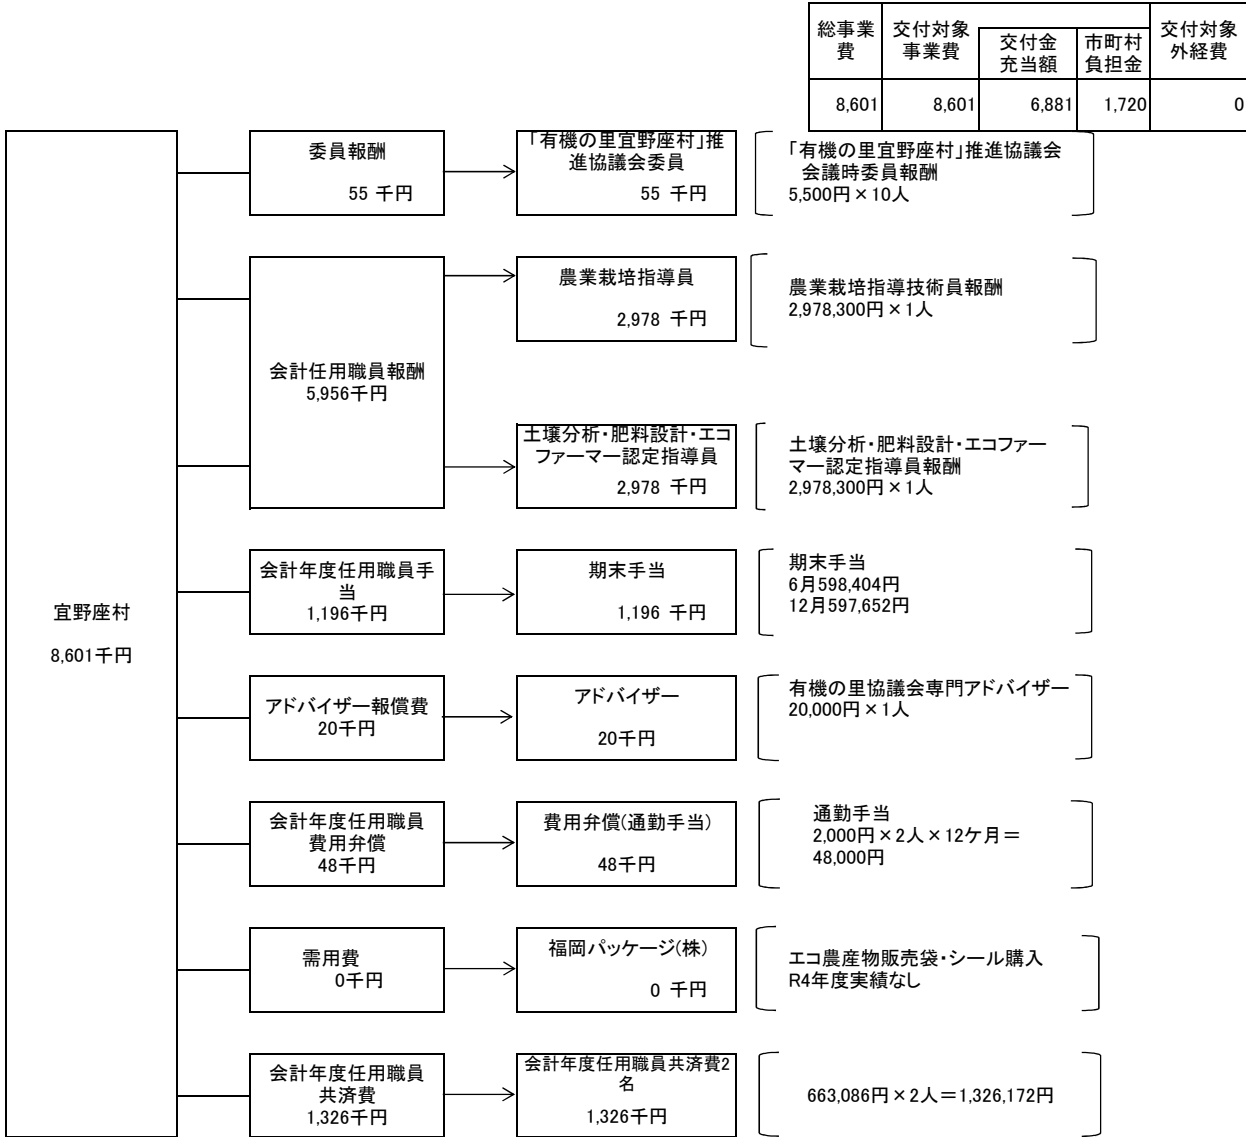 総事業
費
交付対象
事業費
交付金
充当額
市町村
負担金
交付対象
外経費
8,601
8,601
6,881
1,720
0
宜野座村
8,601千円
委員報酬
55 千円
「有機の里宜野座村」推
進協議会委員
55 千円
「有機の里宜野座村」推進協議会
会議時委員報酬
5,500円×10人
会計任用職員報酬
5,956千円
農業栽培指導員
2,978 千円
農業栽培指導技術員報酬
2,978,300円×1人
土壌分析・肥料設計・エコ
ファーマー認定指導員
2,978 千円
土壌分析・肥料設計・エコファー
マー認定指導員報酬
2,978,300円×1人
会計年度任用職員手
当
1,196千円
期末手当
1,196 千円
期末手当
6月598,404円
12月597,652円
アドバイザー報償費
20千円
アドバイザー
20千円
有機の里協議会専門アドバイザー
20,000円×1人
会計年度任用職員
費用弁償
48千円
費用弁償(通勤手当)
48千円
通勤手当
2,000円×2人×12ケ月＝
48,000円
需用費
0千円
福岡パッケージ(株)
0 千円
エコ農産物販売袋・シール購入
R4年度実績なし
会計年度任用職員
共済費
1,326千円
会計年度任用職員共済費2
名
1,326千円
663,086円×2人＝1,326,172円